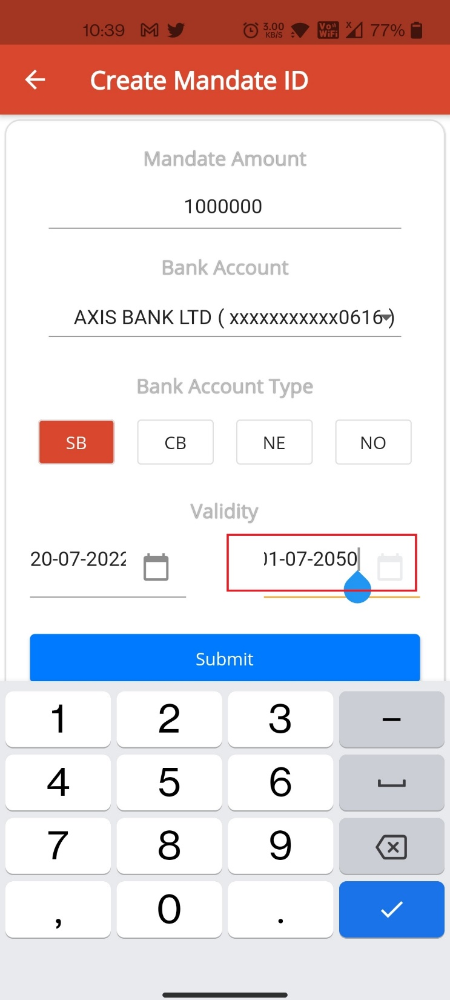 10:39 3.00 KB/S Vo)) WiFi X 77%
Create Mandate ID
Mandate Amount
1000000
Bank Account
AXIS BANK LTD ( xxxxxxxxxxx0616 )
Bank Account Type
SB CB NE NO
Validity
20-07-2022 01-07-2050
Submit
1 2 3 –
4 5 6
7 8 9
, 0 .